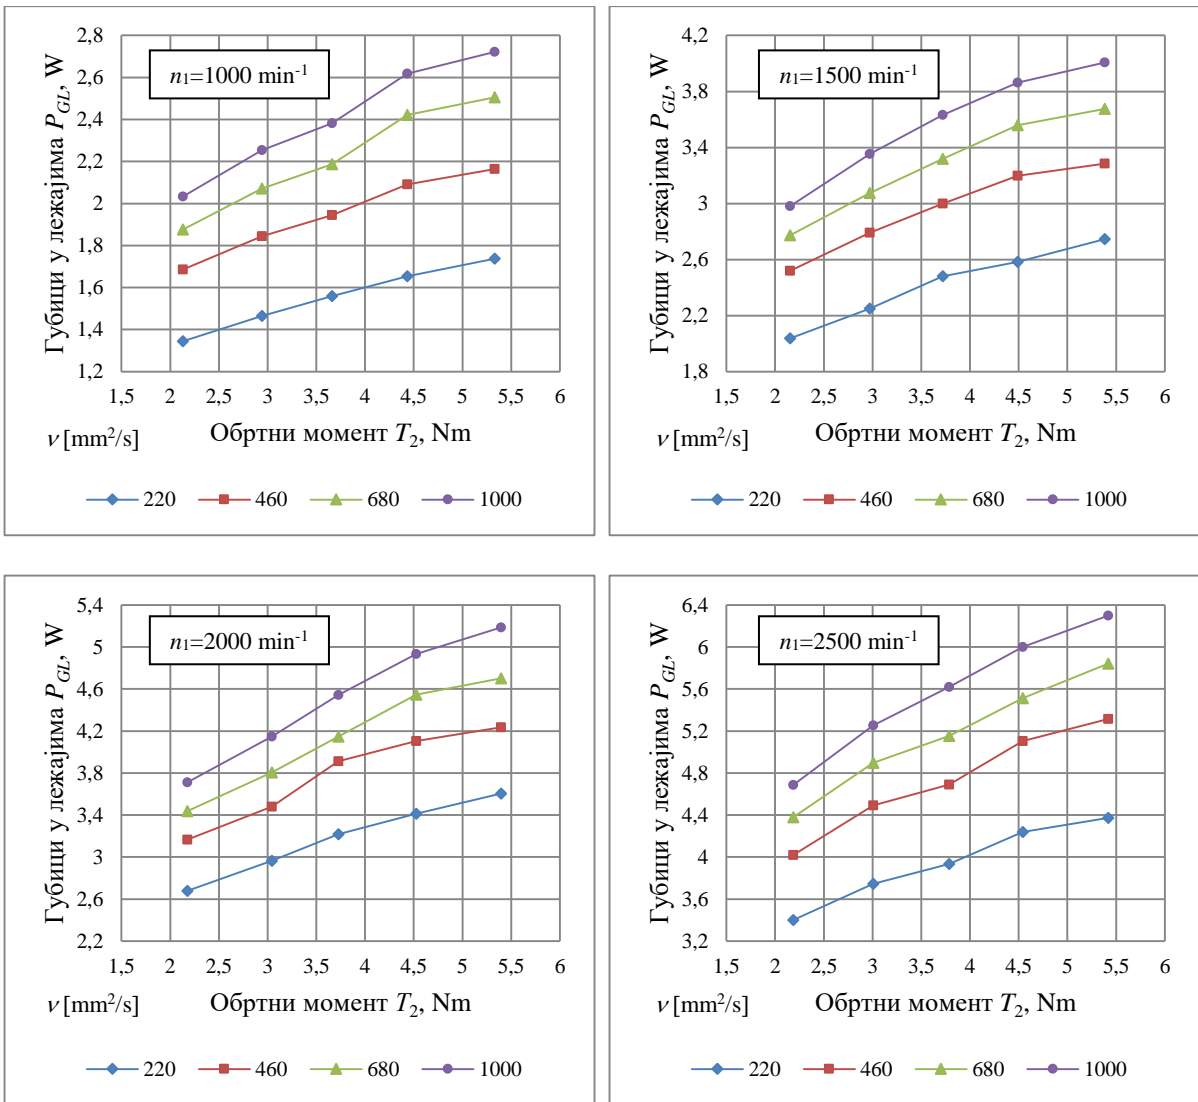 Губици у лежајима P_GL, W
2,8
2,6
2,4
2,2
2
1,8
1,6
1,4
1,2
n₁=1000 min⁻¹
1,5 2 2,5 3 3,5 4 4,5 5 5,5 6
ν [mm²/s] Обртни момент T₂, Nm
220 460 680 1000
Губици у лежајима P_GL, W
4,2
3,8
3,4
3
2,6
2,2
1,8
n₁=1500 min⁻¹
1,5 2 2,5 3 3,5 4 4,5 5 5,5 6
ν [mm²/s] Обртни момент T₂, Nm
220 460 680 1000
Губици у лежајима P_GL, W
5,4
5
4,6
4,2
3,8
3,4
3
2,6
2,2
n₁=2000 min⁻¹
1,5 2 2,5 3 3,5 4 4,5 5 5,5 6
ν [mm²/s] Обртни момент T₂, Nm
220 460 680 1000
Губици у лежајима P_GL, W
6,4
6
5,6
5,2
4,8
4,4
4
3,6
3,2
n₁=2500 min⁻¹
1,5 2 2,5 3 3,5 4 4,5 5 5,5 6
ν [mm²/s] Обртни момент T₂, Nm
220 460 680 1000